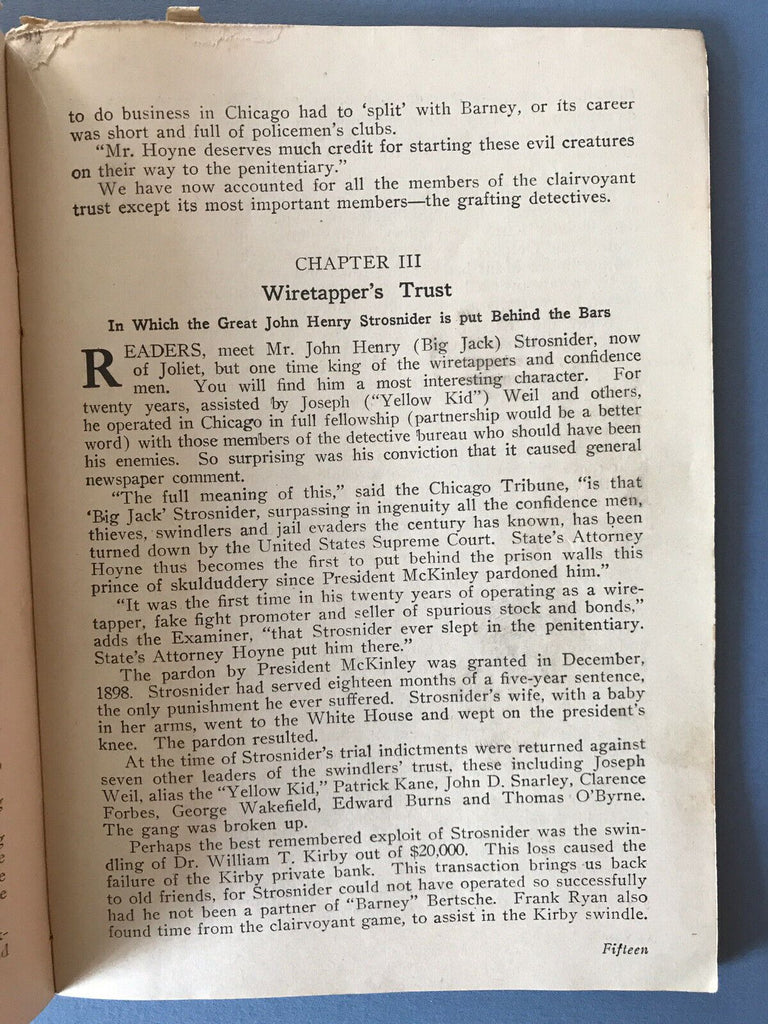 to do business in Chicago had to 'split' with Barney, or its career
was short and full of policemen's clubs.
"Mr. Hoyne deserves much credit for starting these evil creatures
on their way to the penitentiary."
We have now accounted for all the members of the clairvoyant
trust except its most important members—the grafting detectives.
CHAPTER III
Wiretapper's Trust
In Which the Great John Henry Strosnider is put Behind the Bars
READERS, meet Mr. John Henry (Big Jack) Strosnider, now
of Joliet, but one time king of the wiretappers and confidence
men. You will find him a most interesting character. For
twenty years, assisted by Joseph ("Yellow Kid") Weil and others,
he operated in Chicago in full fellowship (partnership would be a better
word) with those members of the detective bureau who should have been
his enemies. So surprising was his conviction that it caused general
newspaper comment.
"The full meaning of this," said the Chicago Tribune, "is that
'Big Jack' Strosnider, surpassing in ingenuity all the confidence men,
thieves, swindlers and jail evaders the century has known, has been
turned down by the United States Supreme Court. State's Attorney
Hoyne thus becomes the first to put behind the prison walls this
prince of skulduddery since President McKinley pardoned him."
"It was the first time in his twenty years of operating as a wire-
tapper, fake fight promoter and seller of spurious stock and bonds,"
adds the Examiner, "that Strosnider ever slept in the penitentiary.
State's Attorney Hoyne put him there."
The pardon by President McKinley was granted in December,
1898. Strosnider had served eighteen months of a five-year sentence,
the only punishment he ever suffered. Strosnider's wife, with a baby
in her arms, went to the White House and wept on the president's
knee. The pardon resulted.
At the time of Strosnider's trial indictments were returned against
seven other leaders of the swindlers' trust, these including Joseph
Weil, alias the "Yellow Kid," Patrick Kane, John D. Snarley, Clarence
Forbes, George Wakefield, Edward Burns and Thomas O'Byrne.
The gang was broken up.
Perhaps the best remembered exploit of Strosnider was the swin-
dling of Dr. William T. Kirby out of $20,000. This loss caused the
failure of the Kirby private bank. This transaction brings us back
to old friends, for Strosnider could not have operated so successfully
had he not been a partner of "Barney" Bertsche. Frank Ryan also
found time from the clairvoyant game, to assist in the Kirby swindle.
Fifteen